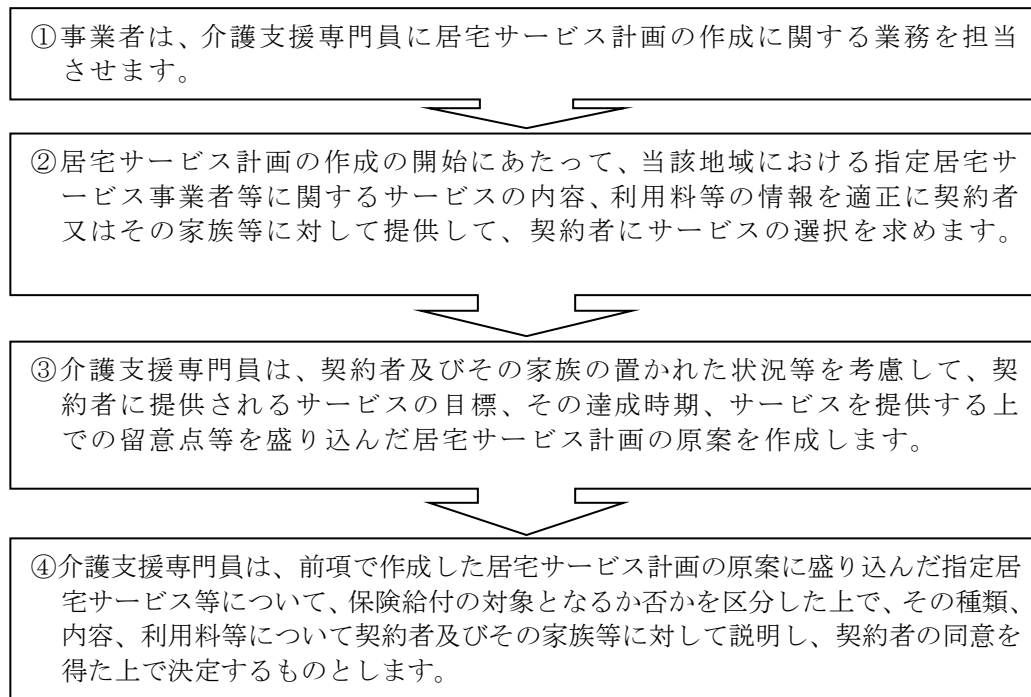 ①事業者は、介護支援専門員に居宅サービス計画の作成に関する業務を担当
させます。
②居宅サービス計画の作成の開始にあたって、当該地域における指定居宅サ
ービス事業者等に関するサービスの内容、利用料等の情報を適正に契約者
又はその家族等に対して提供して、契約者にサービスの選択を求めます。
③介護支援専門員は、契約者及びその家族の置かれた状況等を考慮して、契
約者に提供されるサービスの目標、その達成時期、サービスを提供する上
での留意点等を盛り込んだ居宅サービス計画の原案を作成します。
④介護支援専門員は、前項で作成した居宅サービス計画の原案に盛り込んだ指定居
宅サービス等について、保険給付の対象となるか否かを区分した上で、その種類、
内容、利用料等について契約者及びその家族等に対して説明し、契約者の同意を
得た上で決定するものとします。